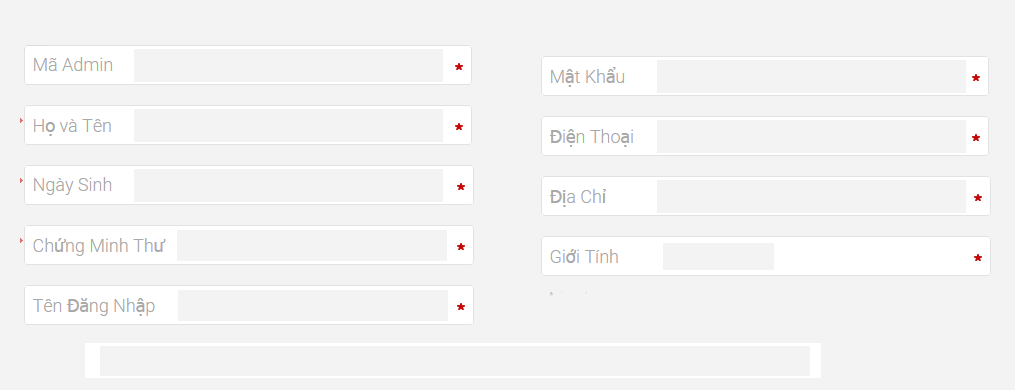 Mã Admin *
Họ và Tên *
Ngày Sinh *
Chứng Minh Thư *
Tên Đăng Nhập *
Mật Khẩu *
Điện Thoại *
Địa Chỉ *
Giới Tính *